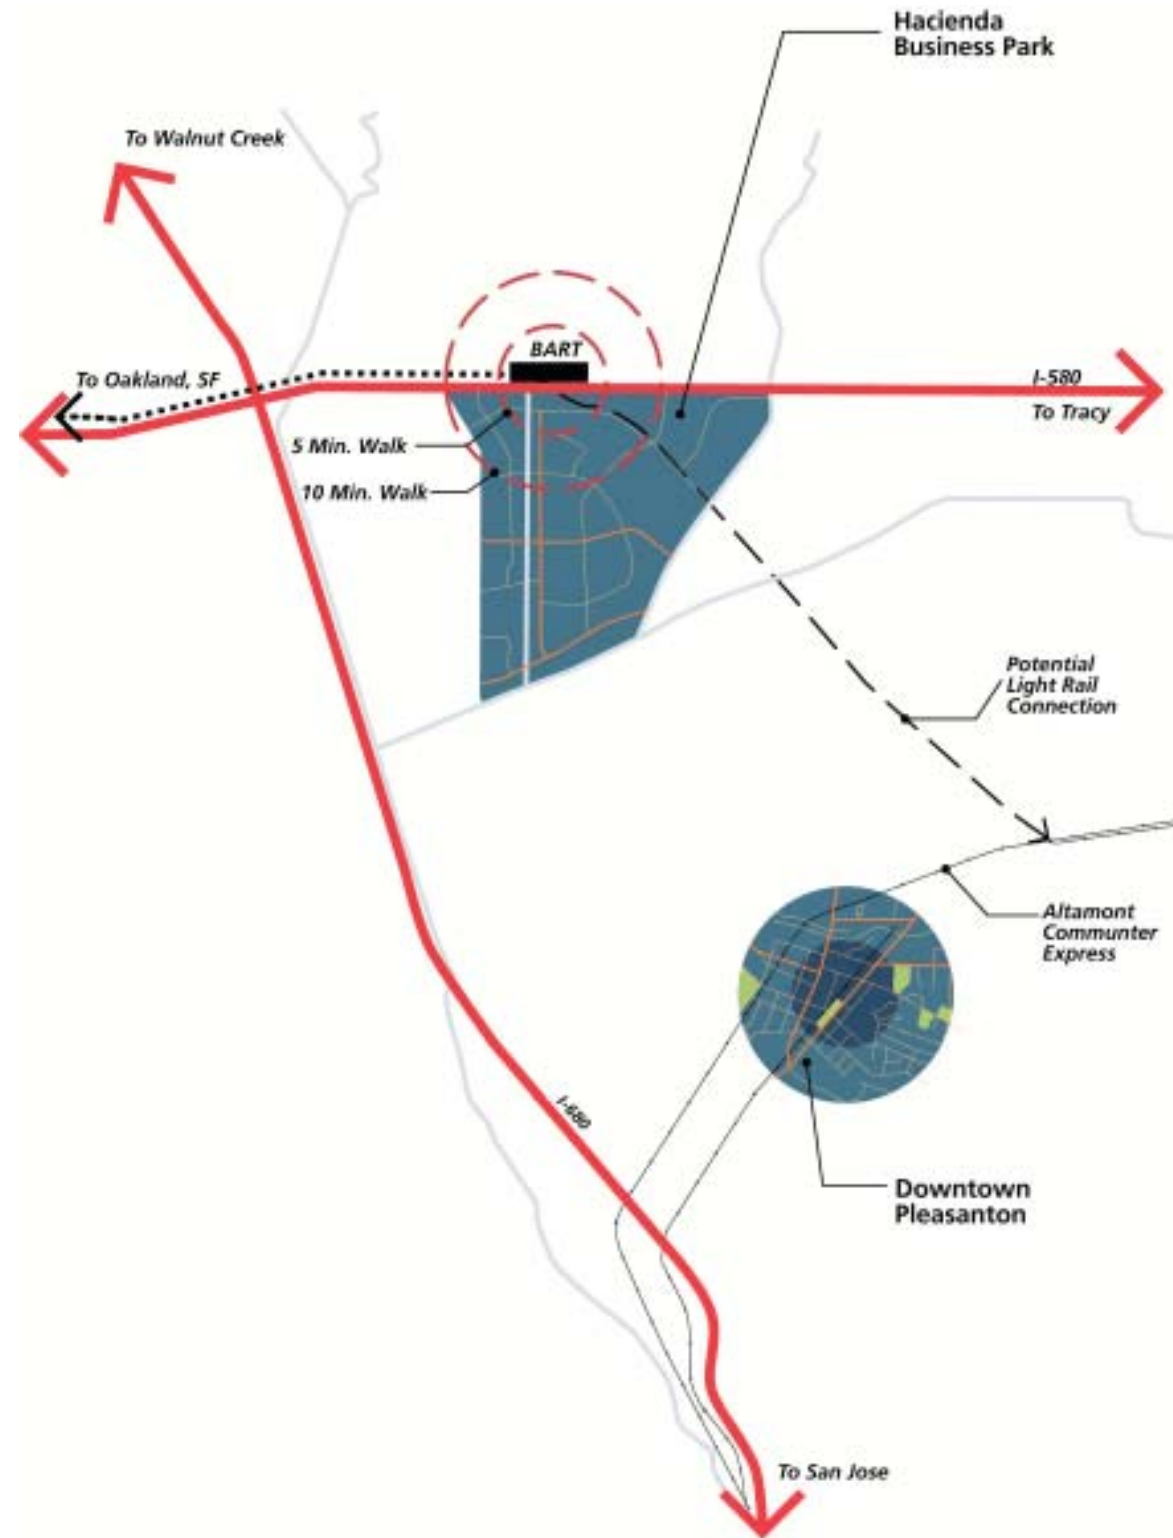 Hacienda
Business Park
To Walnut Creek
BART
To Oakland, SF
I-580
To Tracy
5 Min. Walk
10 Min. Walk
Potential
Light Rail
Connection
Altamont
Communter
Express
I-680
Downtown
Pleasanton
To San Jose